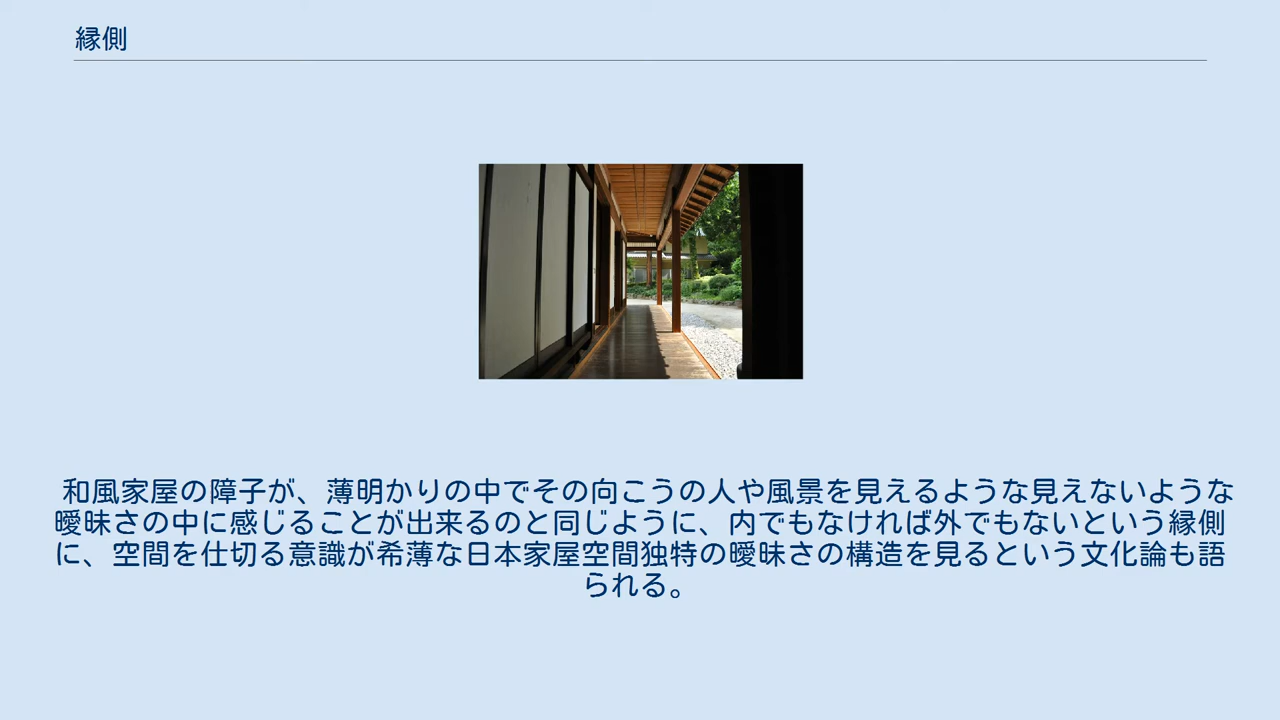 縁側
和風家屋の障子が、薄明かりの中でその向こうの人や風景を見えるような見えないような
曖昧さの中に感じることが出来るのと同じように、内でもなければ外でもないという縁側
に、空間を仕切る意識が希薄な日本家屋空間独特の曖昧さの構造を見るという文化論も語
られる。